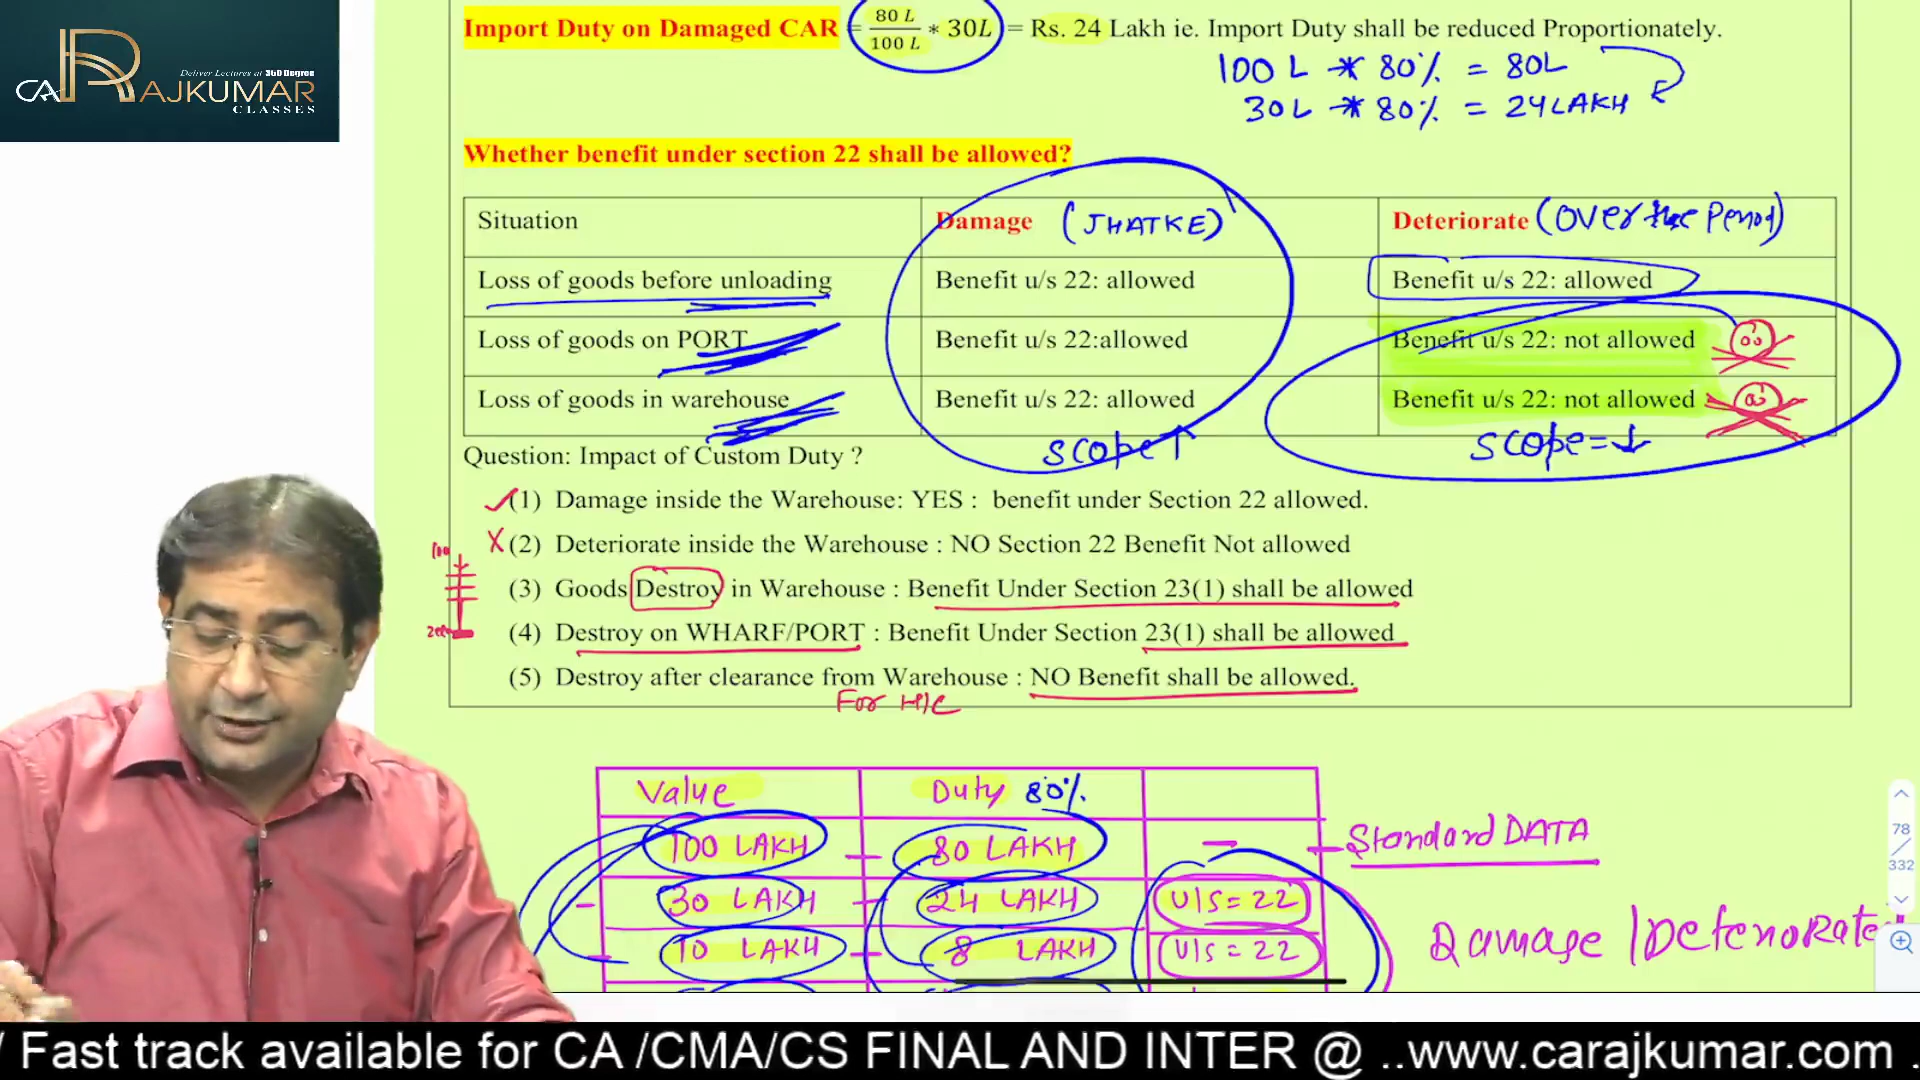 Import Duty on Damaged CAR = 80 L / 100 L * 30L = Rs. 24 Lakh ie. Import Duty shall be reduced Proportionately.
Deliver Lectures at 360 Degree
CA RAJKUMAR
CLASSES
100 L * 80% = 80L
30L * 80% = 24 LAKH
Whether benefit under section 22 shall be allowed?
Situation Damage (JHATKE) Deteriorate (Over the Period)
Loss of goods before unloading Benefit u/s 22: allowed Benefit u/s 22: allowed
Loss of goods on PORT Benefit u/s 22:allowed Benefit u/s 22: not allowed
Loss of goods in warehouse Benefit u/s 22: allowed Benefit u/s 22: not allowed
Scope↑ Scope=↓
Question: Impact of Custom Duty ?
(1) Damage inside the Warehouse: YES : benefit under Section 22 allowed.
X (2) Deteriorate inside the Warehouse : NO Section 22 Benefit Not allowed
(3) Goods Destroy in Warehouse : Benefit Under Section 23(1) shall be allowed
(4) Destroy on WHARF/PORT : Benefit Under Section 23(1) shall be allowed
(5) Destroy after clearance from Warehouse : NO Benefit shall be allowed.
For H/C
Value Duty 80%
100 LAKH – 80 LAKH – Standard DATA
- 30 LAKH – 24 LAKH U/S = 22
- 10 LAKH – 8 LAKH U/S = 22
Damage / Deteriorate
78
332
/ Fast track available for CA /CMA/CS FINAL AND INTER @ ..www.carajkumar.com .